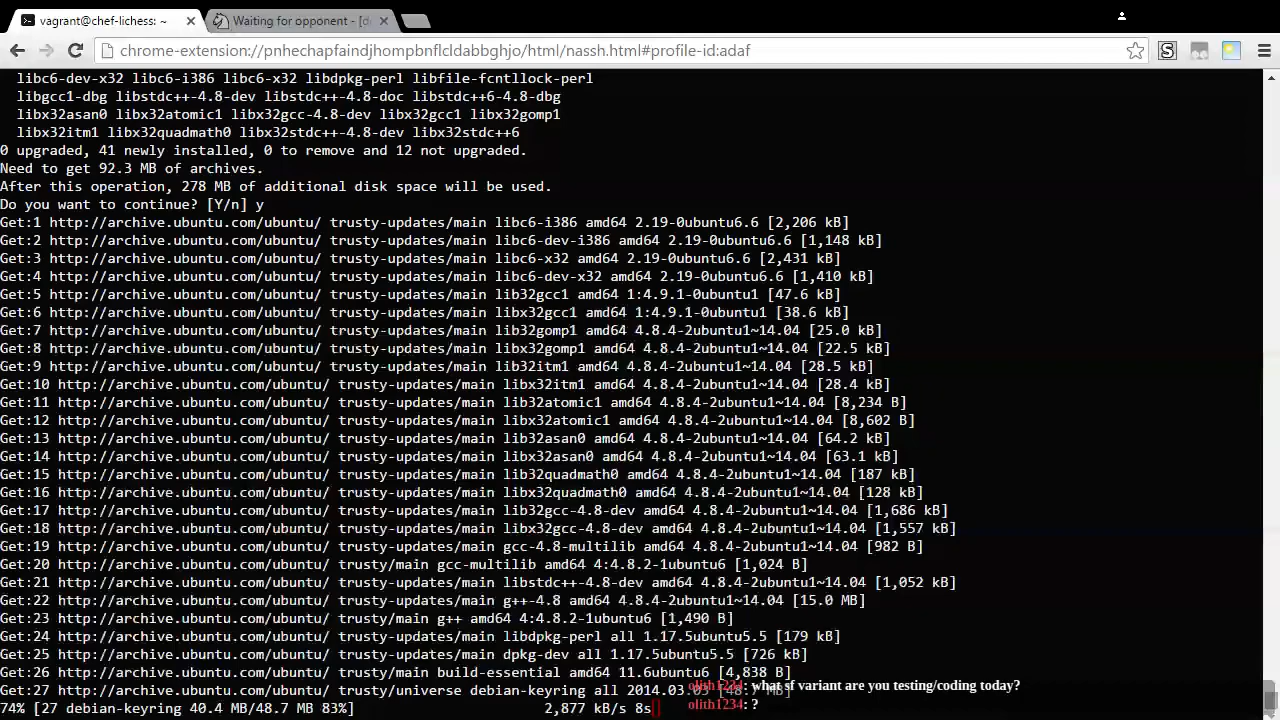 vagrant@chef-lichess: ~
Waiting for opponent - [d
chrome-extension://pnhechapfaindjhompbnflcldabbghjo/html/nassh.html#profile-id:adaf
libc6-dev-x32 libc6-i386 libc6-x32 libdpkg-perl libfile-fcntllock-perl
libgcc1-dbg libstdc++-4.8-dev libstdc++-4.8-doc libstdc++6-4.8-dbg
libx32asan0 libx32atomic1 libx32gcc-4.8-dev libx32gcc1 libx32gomp1
libx32itm1 libx32quadmath0 libx32stdc++-4.8-dev libx32stdc++6
0 upgraded, 41 newly installed, 0 to remove and 12 not upgraded.
Need to get 92.3 MB of archives.
After this operation, 278 MB of additional disk space will be used.
Do you want to continue? [Y/n] y
Get:1 http://archive.ubuntu.com/ubuntu/ trusty-updates/main libc6-i386 amd64 2.19-0ubuntu6.6 [2,206 kB]
Get:2 http://archive.ubuntu.com/ubuntu/ trusty-updates/main libc6-dev-i386 amd64 2.19-0ubuntu6.6 [1,148 kB]
Get:3 http://archive.ubuntu.com/ubuntu/ trusty-updates/main libc6-x32 amd64 2.19-0ubuntu6.6 [2,431 kB]
Get:4 http://archive.ubuntu.com/ubuntu/ trusty-updates/main libc6-dev-x32 amd64 2.19-0ubuntu6.6 [1,410 kB]
Get:5 http://archive.ubuntu.com/ubuntu/ trusty-updates/main lib32gcc1 amd64 1:4.9.1-0ubuntu1 [47.6 kB]
Get:6 http://archive.ubuntu.com/ubuntu/ trusty-updates/main libx32gcc1 amd64 1:4.9.1-0ubuntu1 [38.6 kB]
Get:7 http://archive.ubuntu.com/ubuntu/ trusty-updates/main lib32gomp1 amd64 4.8.4-2ubuntu1~14.04 [25.0 kB]
Get:8 http://archive.ubuntu.com/ubuntu/ trusty-updates/main libx32gomp1 amd64 4.8.4-2ubuntu1~14.04 [22.5 kB]
Get:9 http://archive.ubuntu.com/ubuntu/ trusty-updates/main lib32itm1 amd64 4.8.4-2ubuntu1~14.04 [28.5 kB]
Get:10 http://archive.ubuntu.com/ubuntu/ trusty-updates/main libx32itm1 amd64 4.8.4-2ubuntu1~14.04 [28.4 kB]
Get:11 http://archive.ubuntu.com/ubuntu/ trusty-updates/main lib32atomic1 amd64 4.8.4-2ubuntu1~14.04 [8,234 B]
Get:12 http://archive.ubuntu.com/ubuntu/ trusty-updates/main libx32atomic1 amd64 4.8.4-2ubuntu1~14.04 [8,602 B]
Get:13 http://archive.ubuntu.com/ubuntu/ trusty-updates/main lib32asan0 amd64 4.8.4-2ubuntu1~14.04 [64.2 kB]
Get:14 http://archive.ubuntu.com/ubuntu/ trusty-updates/main libx32asan0 amd64 4.8.4-2ubuntu1~14.04 [63.1 kB]
Get:15 http://archive.ubuntu.com/ubuntu/ trusty-updates/main lib32quadmath0 amd64 4.8.4-2ubuntu1~14.04 [187 kB]
Get:16 http://archive.ubuntu.com/ubuntu/ trusty-updates/main libx32quadmath0 amd64 4.8.4-2ubuntu1~14.04 [128 kB]
Get:17 http://archive.ubuntu.com/ubuntu/ trusty-updates/main lib32gcc-4.8-dev amd64 4.8.4-2ubuntu1~14.04 [1,686 kB]
Get:18 http://archive.ubuntu.com/ubuntu/ trusty-updates/main libx32gcc-4.8-dev amd64 4.8.4-2ubuntu1~14.04 [1,557 kB]
Get:19 http://archive.ubuntu.com/ubuntu/ trusty-updates/main gcc-4.8-multilib amd64 4.8.4-2ubuntu1~14.04 [982 B]
Get:20 http://archive.ubuntu.com/ubuntu/ trusty/main gcc-multilib amd64 4:4.8.2-1ubuntu6 [1,024 B]
Get:21 http://archive.ubuntu.com/ubuntu/ trusty-updates/main libstdc++-4.8-dev amd64 4.8.4-2ubuntu1~14.04 [1,052 kB]
Get:22 http://archive.ubuntu.com/ubuntu/ trusty-updates/main g++-4.8 amd64 4.8.4-2ubuntu1~14.04 [15.0 MB]
Get:23 http://archive.ubuntu.com/ubuntu/ trusty/main g++ amd64 4:4.8.2-1ubuntu6 [1,490 B]
Get:24 http://archive.ubuntu.com/ubuntu/ trusty-updates/main libdpkg-perl all 1.17.5ubuntu5.5 [179 kB]
Get:25 http://archive.ubuntu.com/ubuntu/ trusty-updates/main dpkg-dev all 1.17.5ubuntu5.5 [726 kB]
Get:26 http://archive.ubuntu.com/ubuntu/ trusty/main build-essential amd64 11.6ubuntu6 [4,838 B]
Get:27 http://archive.ubuntu.com/ubuntu/ trusty/universe debian-keyring all 2014.03.03 [48.7 MB]
olith1234: what sf variant are you testing/coding today?
74% [27 debian-keyring 40.4 MB/48.7 MB 83%] 2,877 kB/s 8s
olith1234: ?